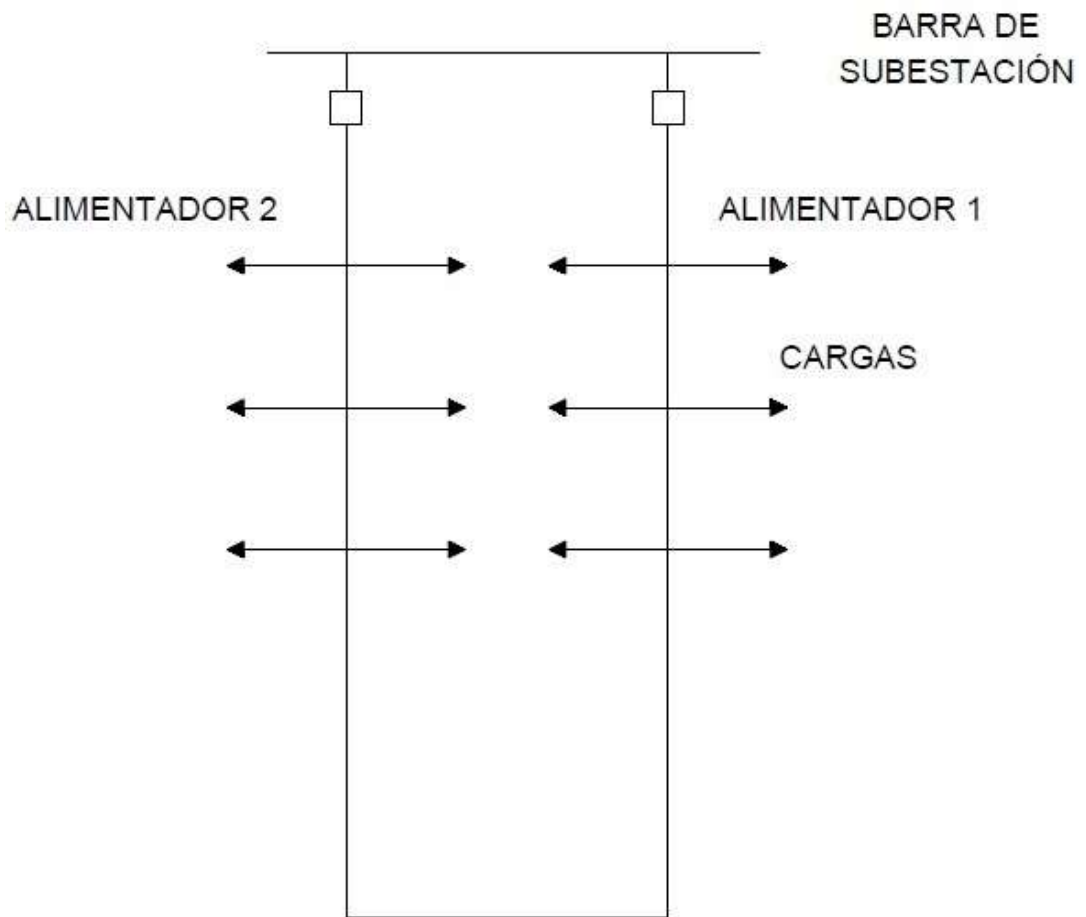 BARRA DE
SUBESTACIÓN
ALIMENTADOR 2
ALIMENTADOR 1
CARGAS